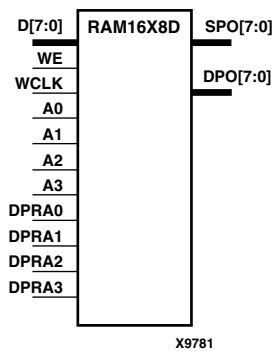 D[7:0] RAM16X8D SPO[7:0]
WE
WCLK DPO[7:0]
A0
A1
A2
A3
DPRA0
DPRA1
DPRA2
DPRA3
X9781